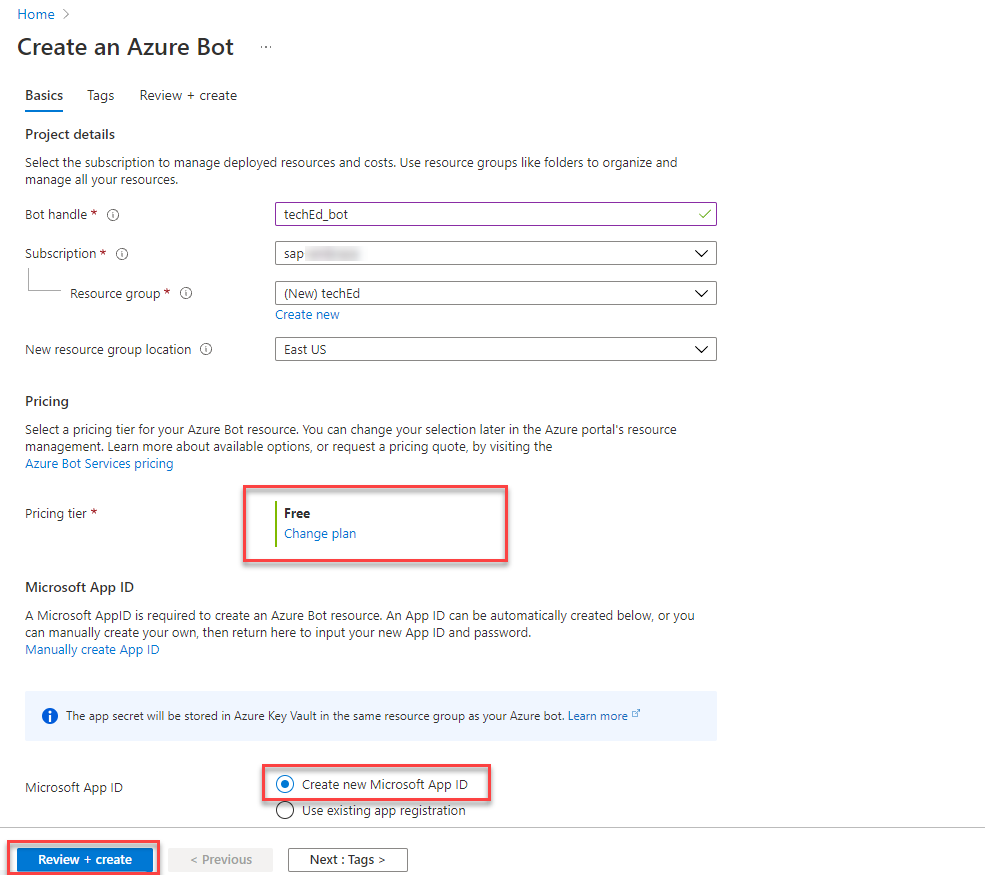 Home >
Create an Azure Bot ...
Basics Tags Review + create
Project details
Select the subscription to manage deployed resources and costs. Use resource groups like folders to organize and
manage all your resources.
Bot handle * techEd_bot
Subscription * sap
Resource group * (New) techEd
Create new
New resource group location East US
Pricing
Select a pricing tier for your Azure Bot resource. You can change your selection later in the Azure portal's resource
management. Learn more about available options, or request a pricing quote, by visiting the
Azure Bot Services pricing
Pricing tier * Free
Change plan
Microsoft App ID
A Microsoft AppID is required to create an Azure Bot resource. An App ID can be automatically created below, or you
can manually create your own, then return here to input your new App ID and password.
Manually create App ID
The app secret will be stored in Azure Key Vault in the same resource group as your Azure bot. Learn more
Microsoft App ID Create new Microsoft App ID
Use existing app registration
Review + create < Previous Next : Tags >